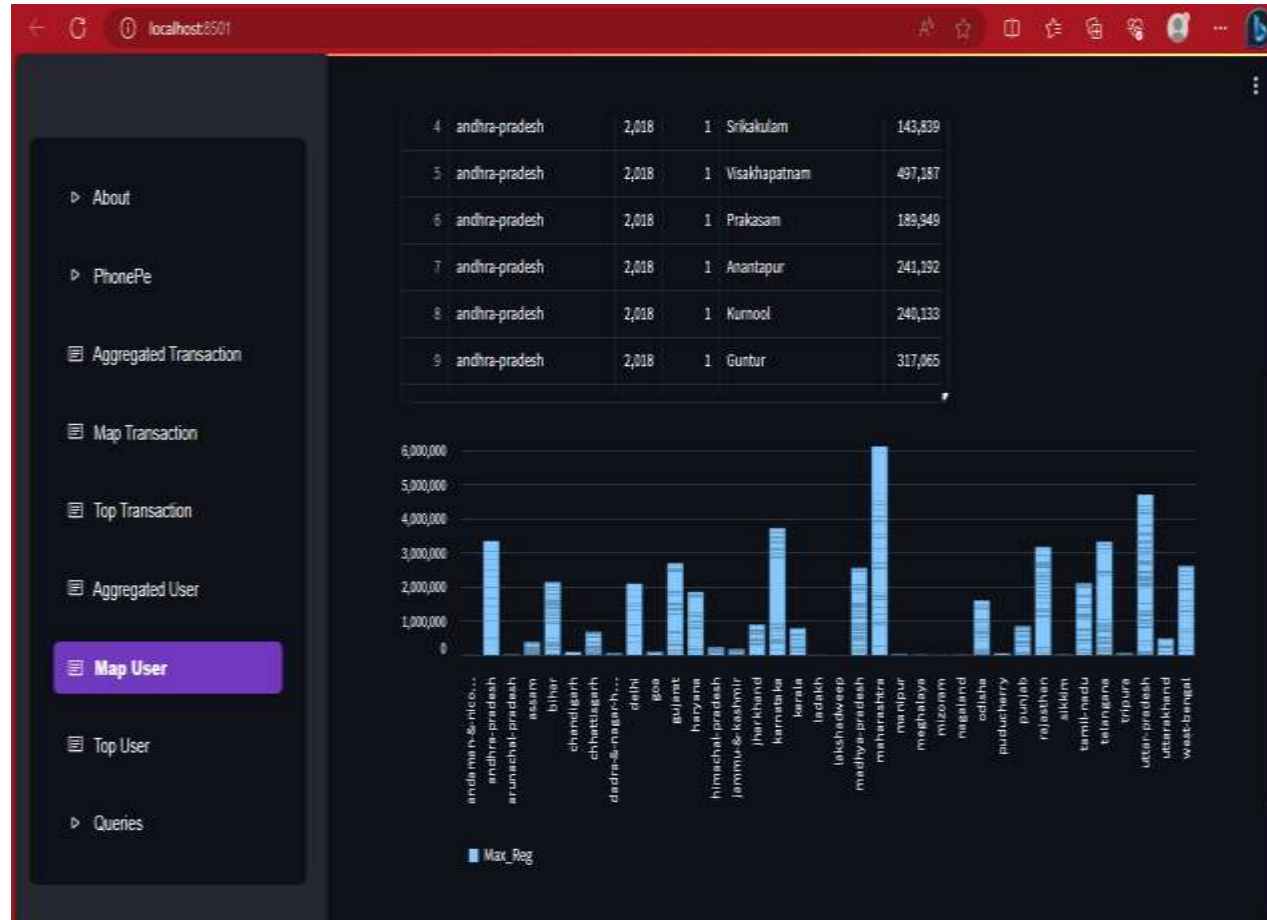 localhost:8501
About
PhonePe
Aggregated Transaction
Map Transaction
Top Transaction
Aggregated User
Map User
Top User
Queries
4 andhra-pradesh 2,018 1 Srikakulam 143,839
5 andhra-pradesh 2,018 1 Visakhapatnam 497,187
6 andhra-pradesh 2,018 1 Prakasam 189,949
7 andhra-pradesh 2,018 1 Anantapur 241,192
8 andhra-pradesh 2,018 1 Kurnool 240,133
9 andhra-pradesh 2,018 1 Guntur 317,065
6,000,000
5,000,000
4,000,000
3,000,000
2,000,000
1,000,000
0
andaman-&-nico...
andhra-pradesh
arunachal-pradesh
assam
bihar
chandigarh
chhattisgarh
dadra-&-nagar-h...
delhi
goa
gujarat
haryana
himachal-pradesh
jammu-&-kashmir
jharkhand
karnataka
kerala
ladakh
lakshadweep
madhya-pradesh
maharashtra
manipur
meghalaya
mizoram
nagaland
odisha
puducherry
punjab
rajasthan
sikkim
tamil-nadu
talangana
tripura
uttar-pradesh
uttarakhand
west-bengal
Max_Reg